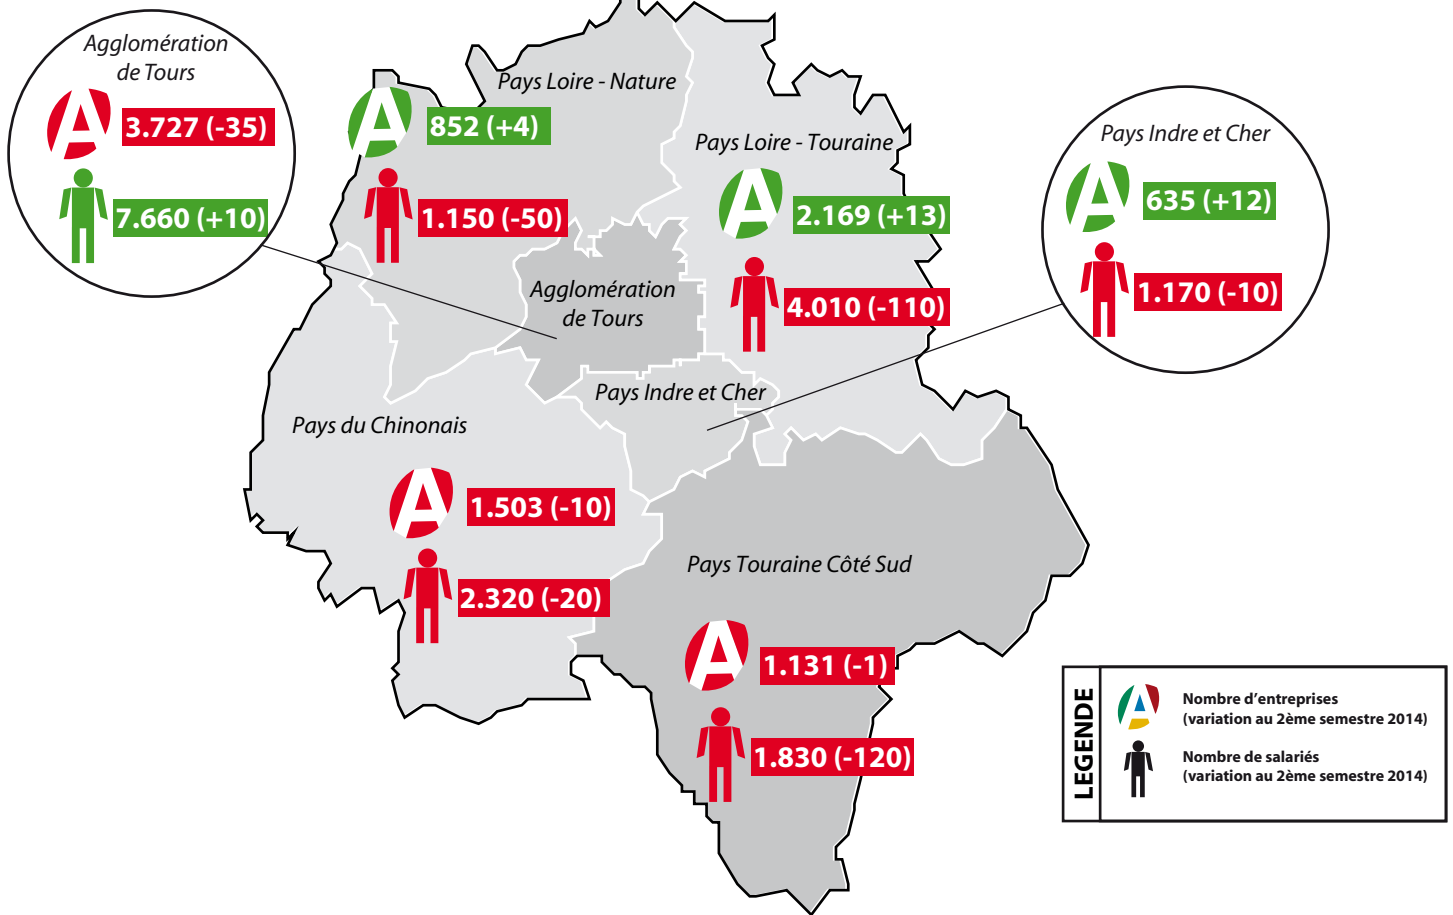 Agglomération
de Tours
A
3.727 (-35)
7.660 (+10)
Pays Loire - Nature
A
852 (+4)
1.150 (-50)
Pays Loire - Touraine
A
2.169 (+13)
4.010 (-110)
Pays Indre et Cher
A
635 (+12)
1.170 (-10)
Agglomération
de Tours
Pays Indre et Cher
Pays du Chinonais
A
1.503 (-10)
2.320 (-20)
Pays Touraine Côté Sud
A
1.131 (-1)
1.830 (-120)
LEGENDE
A
Nombre d'entreprises
(variation au 2ème semestre 2014)
Nombre de salariés
(variation au 2ème semestre 2014)